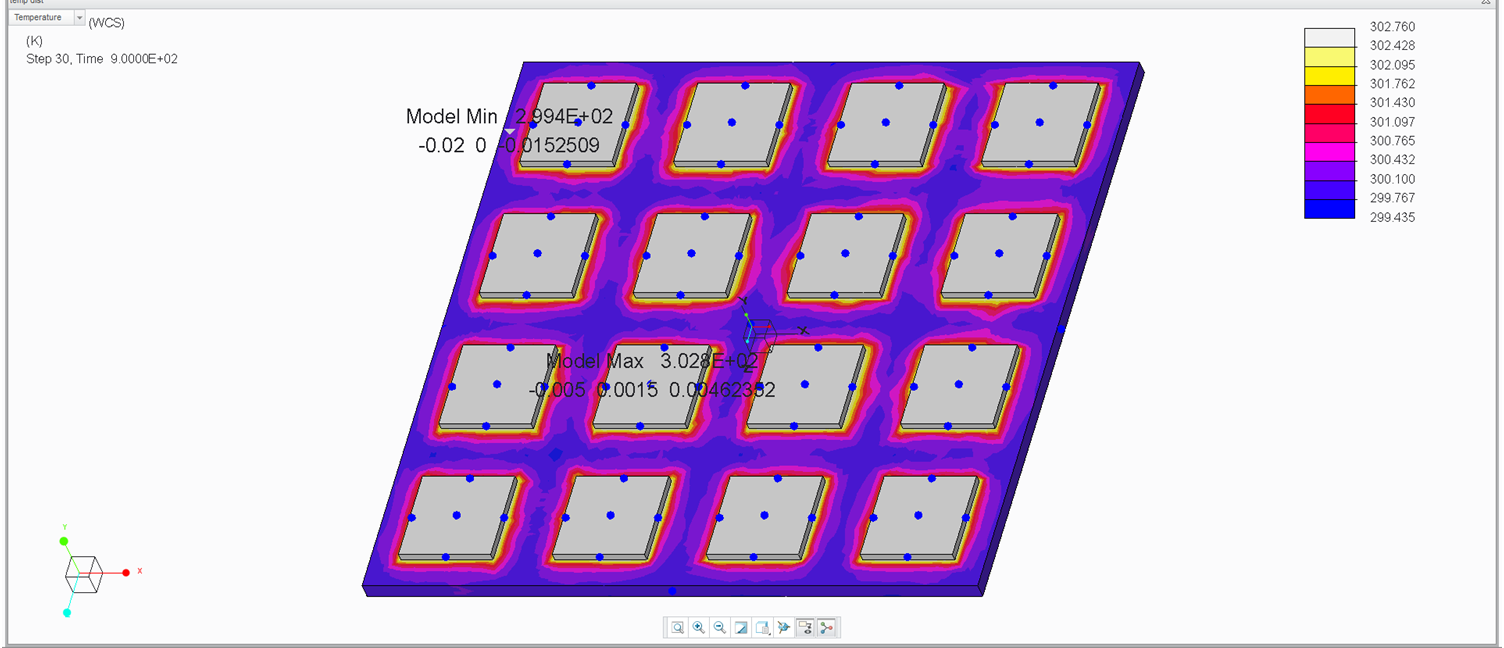 temp dist
Temperature
(WCS)
(K)
Step 30, Time 9.0000E+02
302.760
302.428
302.095
301.762
301.430
301.097
300.765
300.432
300.100
299.767
299.435
Model Min 2.994E+02
-0.02 0 -0.0152509
Y
X
Z
Model Max 3.028E+02
-0.005 0.0015 0.00462352
Y
X